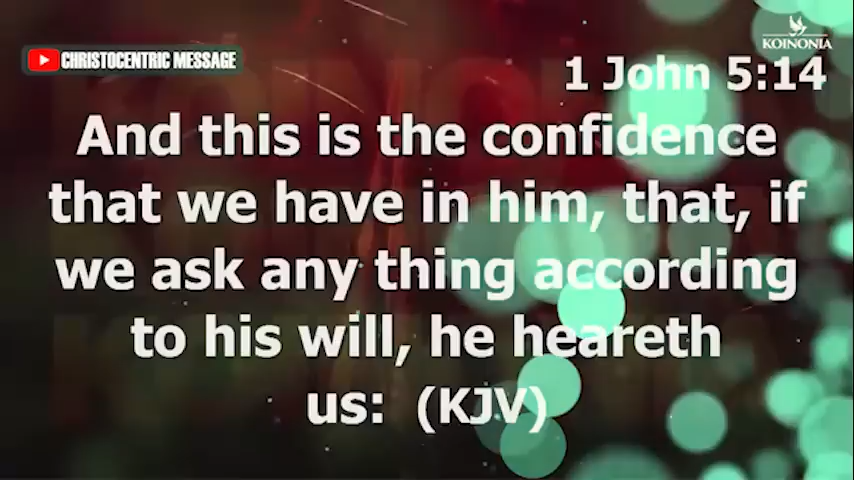 KOINONIA
CHRISTOCENTRIC MESSAGE
1 John 5:14
And this is the confidence
that we have in him, that, if
we ask any thing according
to his will, he heareth
us: (KJV)